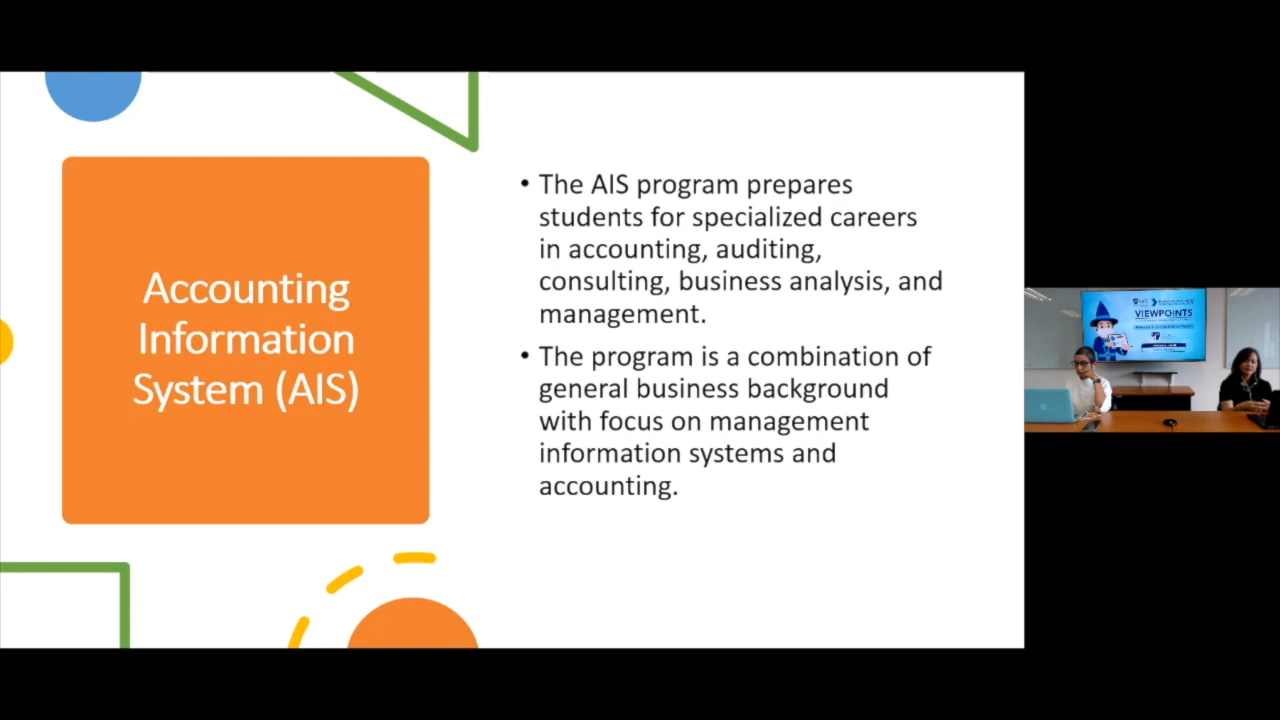 Accounting
Information
System (AIS)
• The AIS program prepares
students for specialized careers
in accounting, auditing,
consulting, business analysis, and
management.
• The program is a combination of
general business background
with focus on management
information systems and
accounting.
VIEWPOINTS